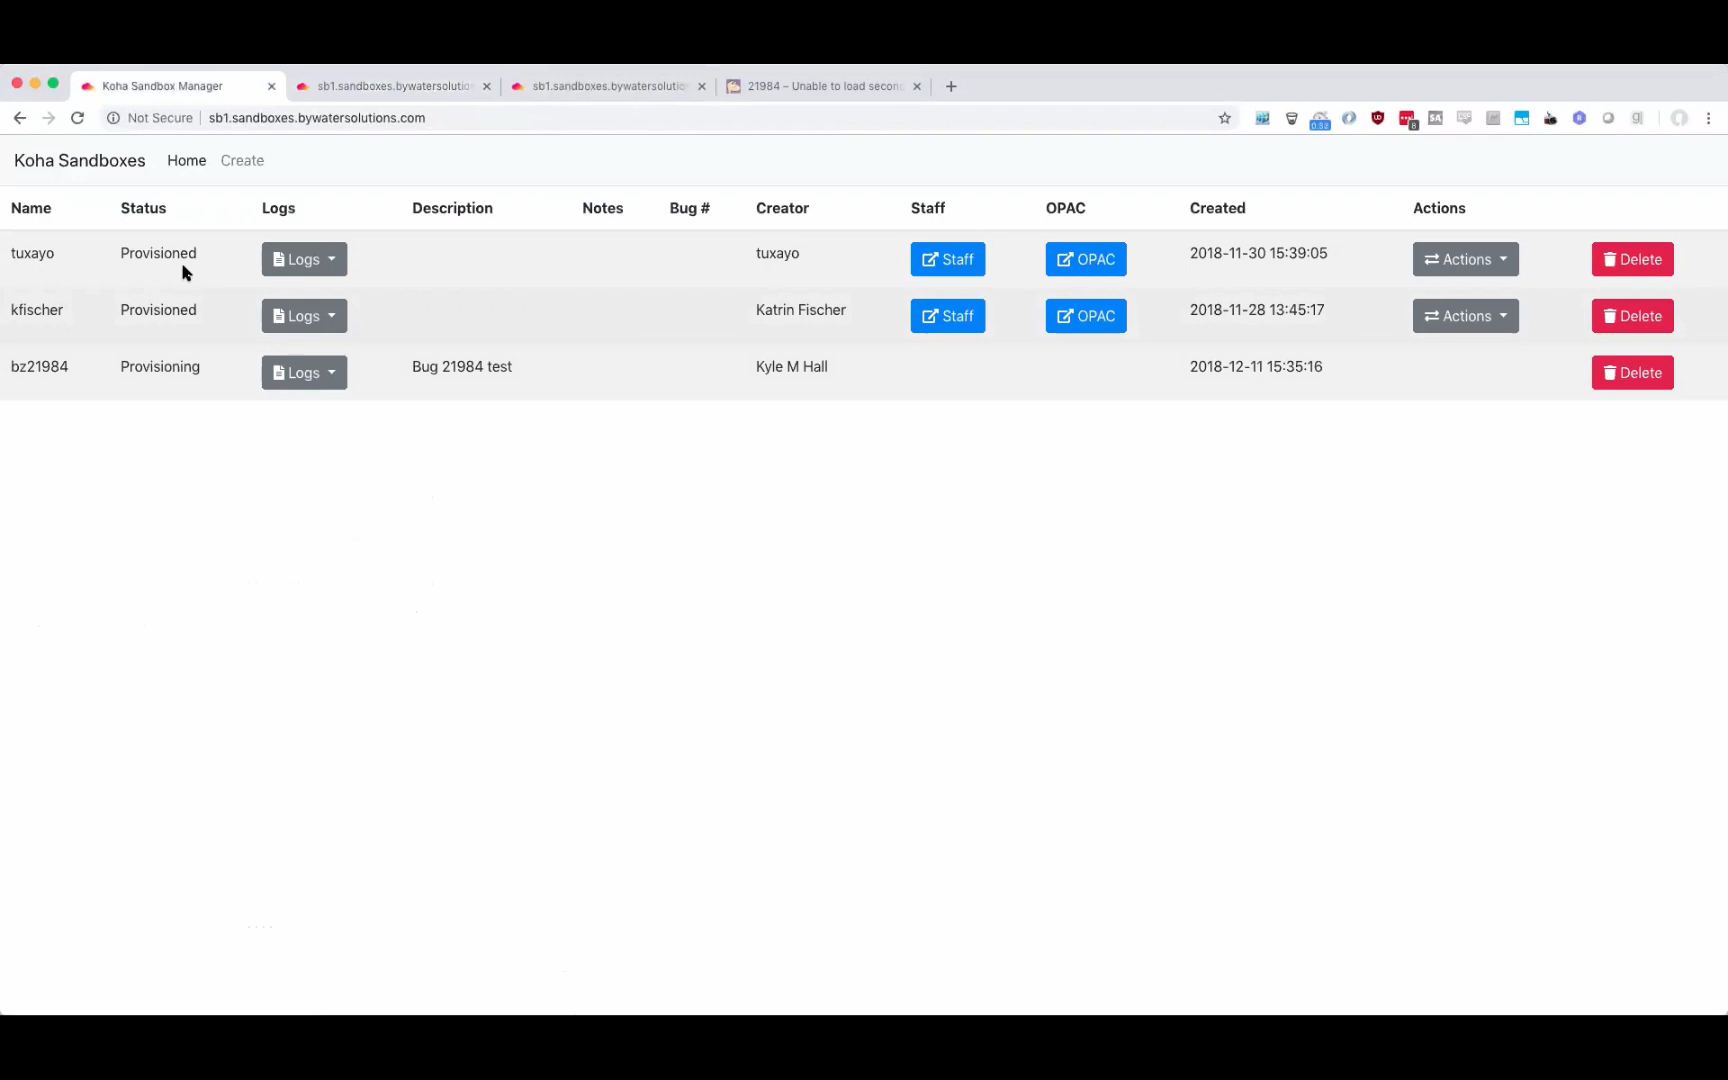 Koha Sandbox Manager sb1.sandboxes.bywatersolutio sb1.sandboxes.bywatersolutio 21984 – Unable to load secon
Not Secure sb1.sandboxes.bywatersolutions.com
Koha Sandboxes Home Create
Name Status Logs Description Notes Bug # Creator Staff OPAC Created Actions
tuxayo Provisioned Logs tuxayo Staff OPAC 2018-11-30 15:39:05 Actions Delete
kfischer Provisioned Logs Katrin Fischer Staff OPAC 2018-11-28 13:45:17 Actions Delete
bz21984 Provisioning Logs Bug 21984 test Kyle M Hall 2018-12-11 15:35:16 Delete